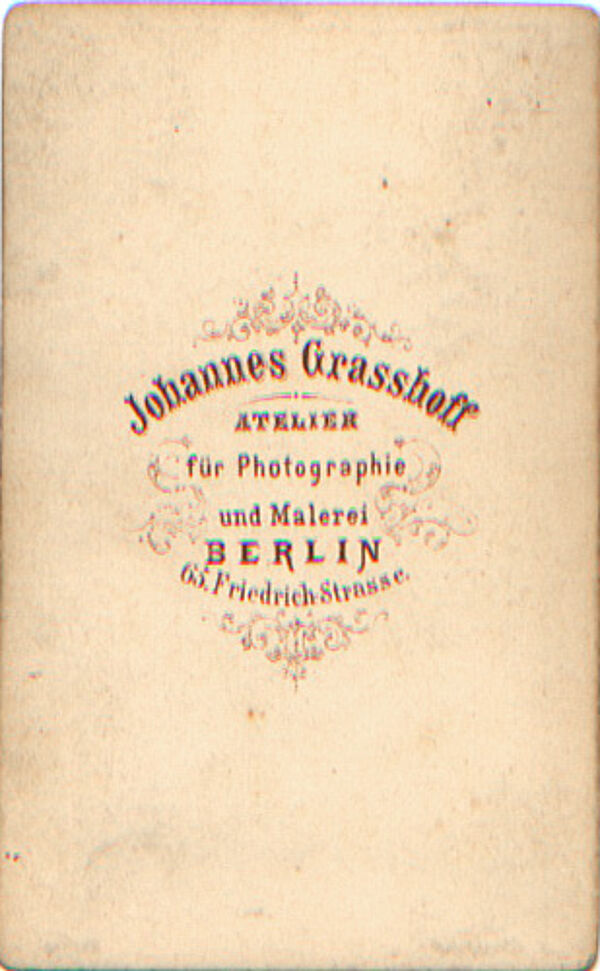 Johannes Grasshoff
ATELIER
für Photographie
und Malerei
BERLIN
65. Friedrich-Strasse.